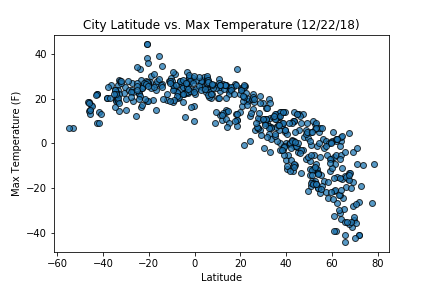 City Latitude vs. Max Temperature (12/22/18)
40
20
0
−20
−40
Max Temperature (F)
−60 −40 −20 0 20 40 60 80
Latitude